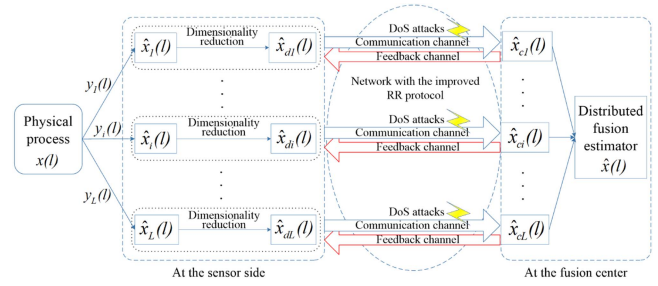 Dimensionality
reduction
x̂₁(l)
x̂d1(l)
DoS attacks
Communication channel
Feedback channel
x̂c1(l)
y₁(l)
Network with the improved
RR protocol
Physical
process
x(l)
yᵢ(l)
Dimensionality
reduction
x̂ᵢ(l)
x̂di(l)
DoS attacks
Communication channel
Feedback channel
x̂ci(l)
Distributed
fusion
estimator
x̂(l)
y_L(l)
Dimensionality
reduction
x̂_L(l)
x̂dL(l)
DoS attacks
Communication channel
Feedback channel
x̂cL(l)
At the sensor side
At the fusion center